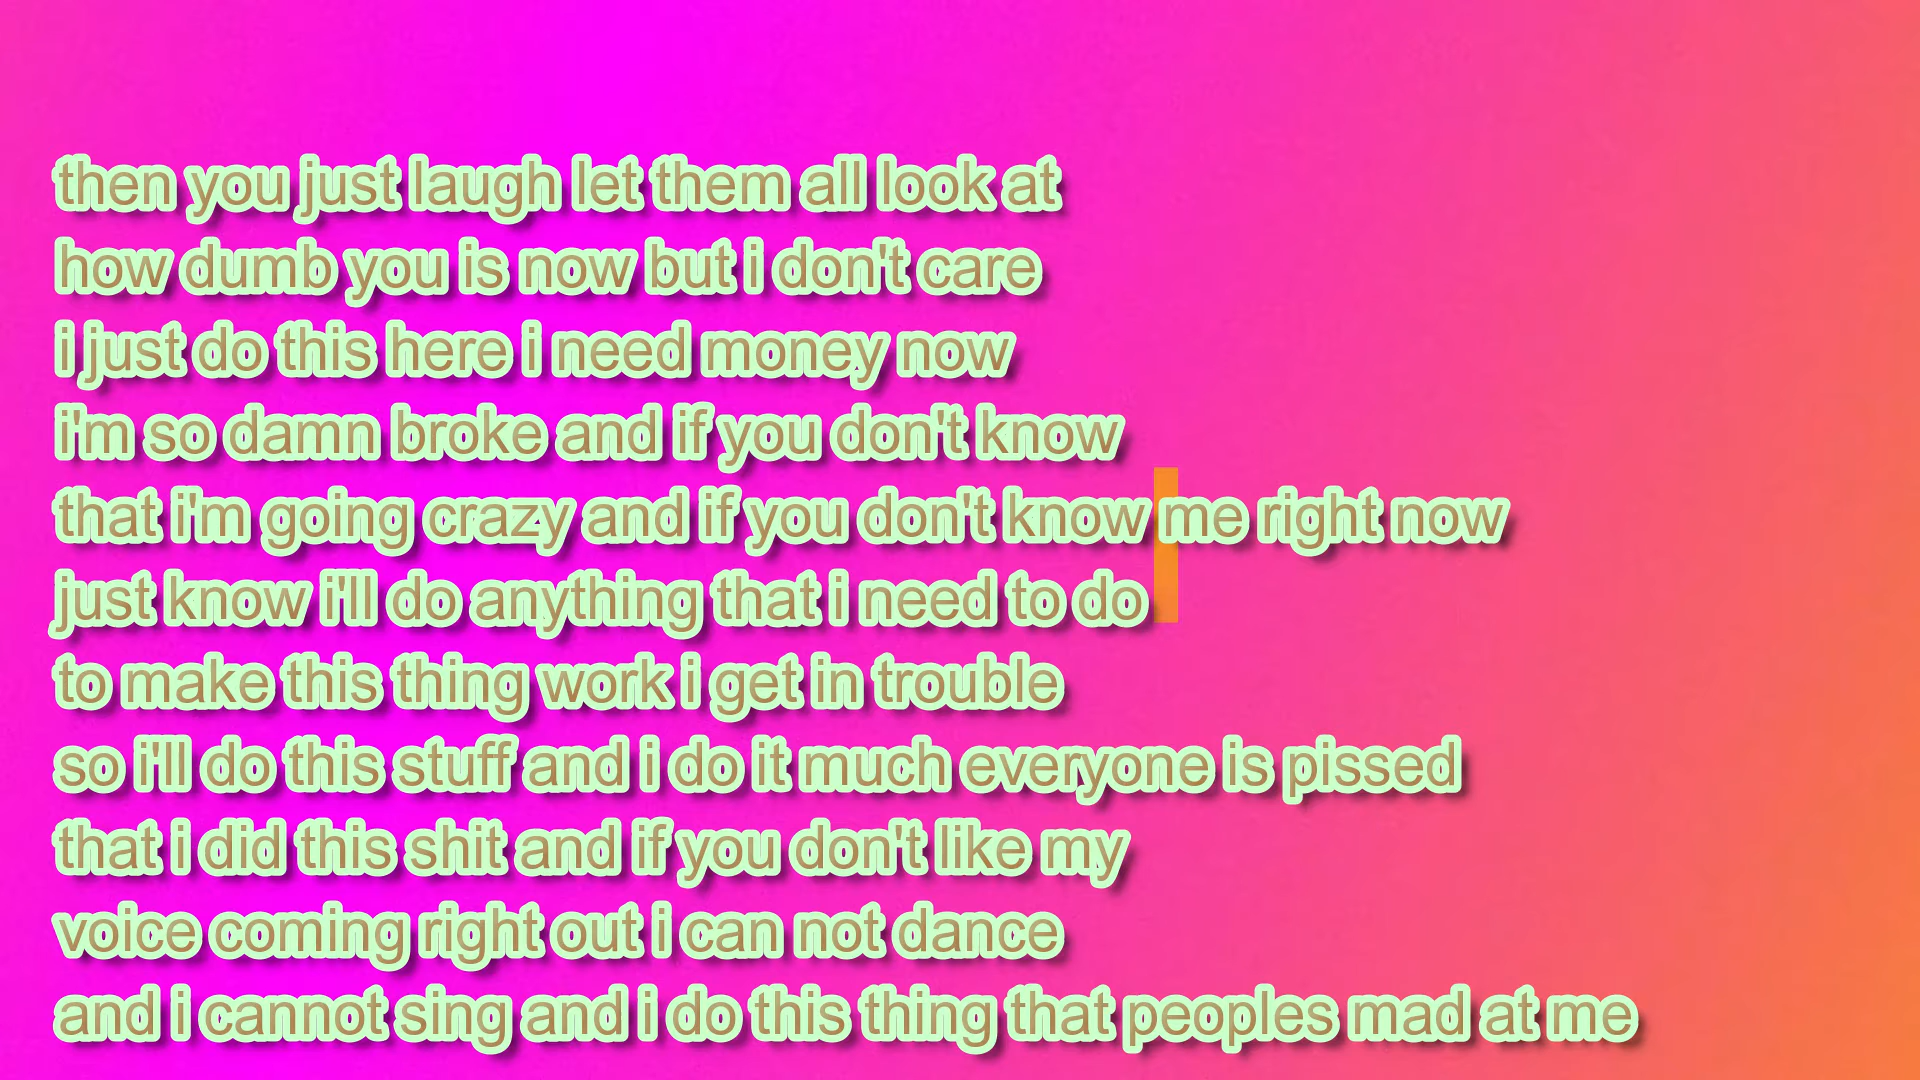 then you just laugh let them all look at
how dumb you is now but i don't care
i just do this here i need money now
i'm so damn broke and if you don't know
that i'm going crazy and if you don't know me right now
just know i'll do anything that i need to do
to make this thing work i get in trouble
so i'll do this stuff and i do it much everyone is pissed
that i did this shit and if you don't like my
voice coming right out i can not dance
and i cannot sing and i do this thing that peoples mad at me